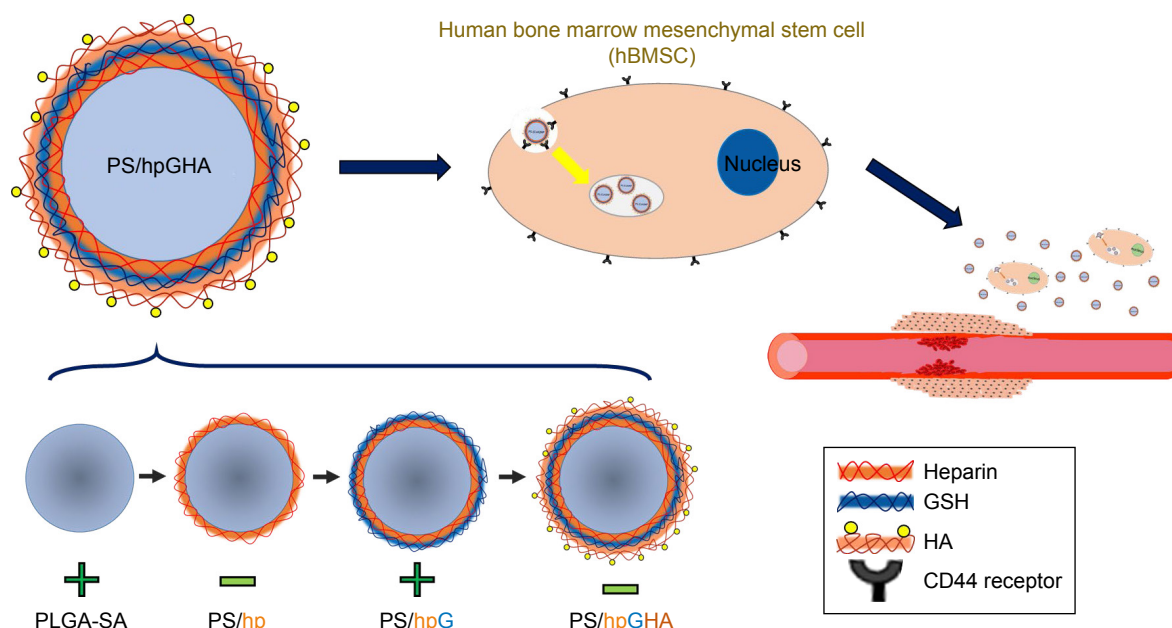 Human bone marrow mesenchymal stem cell
(hBMSC)
PS/hpGHA
Nucleus
Heparin
GSH
HA
CD44 receptor
PLGA-SA
PS/hp
PS/hpG
PS/hpGHA